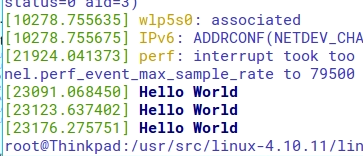 status=0 aid=3)
[10278.755635] wlp5s0: associated
[10278.755675] IPv6: ADDRCONF(NETDEV_CHA
[21924.041373] perf: interrupt took too
nel.perf_event_max_sample_rate to 79500
[23091.068450] Hello World
[23123.637402] Hello World
[23176.275751] Hello World
root@Thinkpad:/usr/src/linux-4.10.11/lin